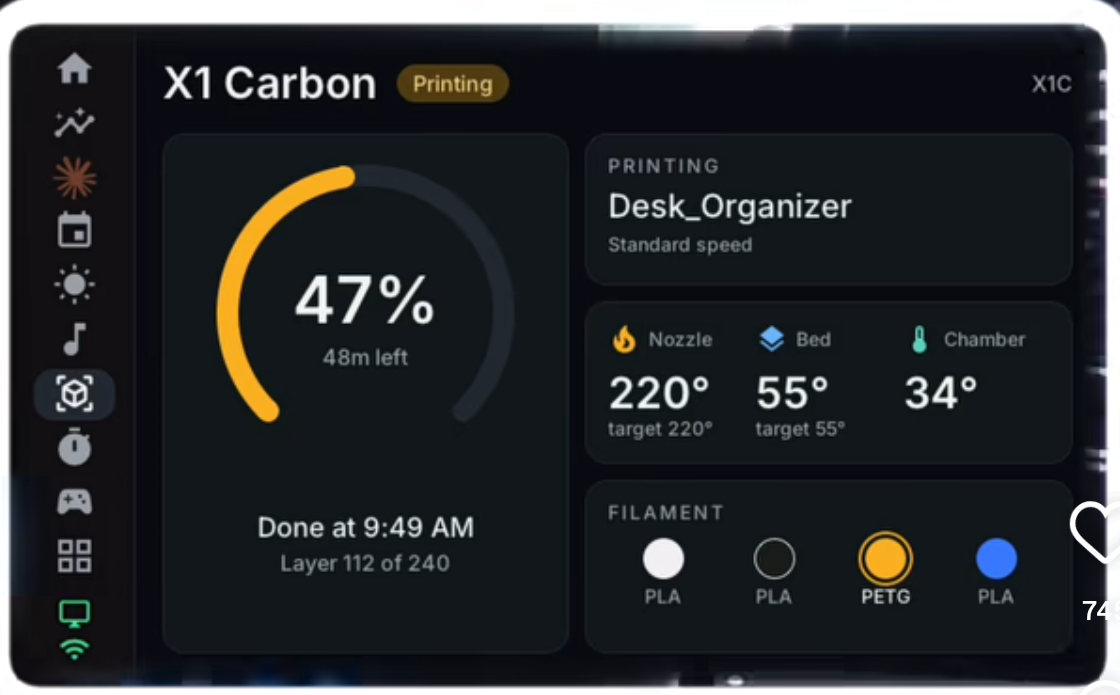 X1 Carbon
Printing
X1C
47%
48m left
Done at 9:49 AM
Layer 112 of 240
PRINTING
Desk_Organizer
Standard speed
Nozzle
Bed
Chamber
220°
55°
34°
target 220°
target 55°
FILAMENT
PLA
PLA
PETG
PLA